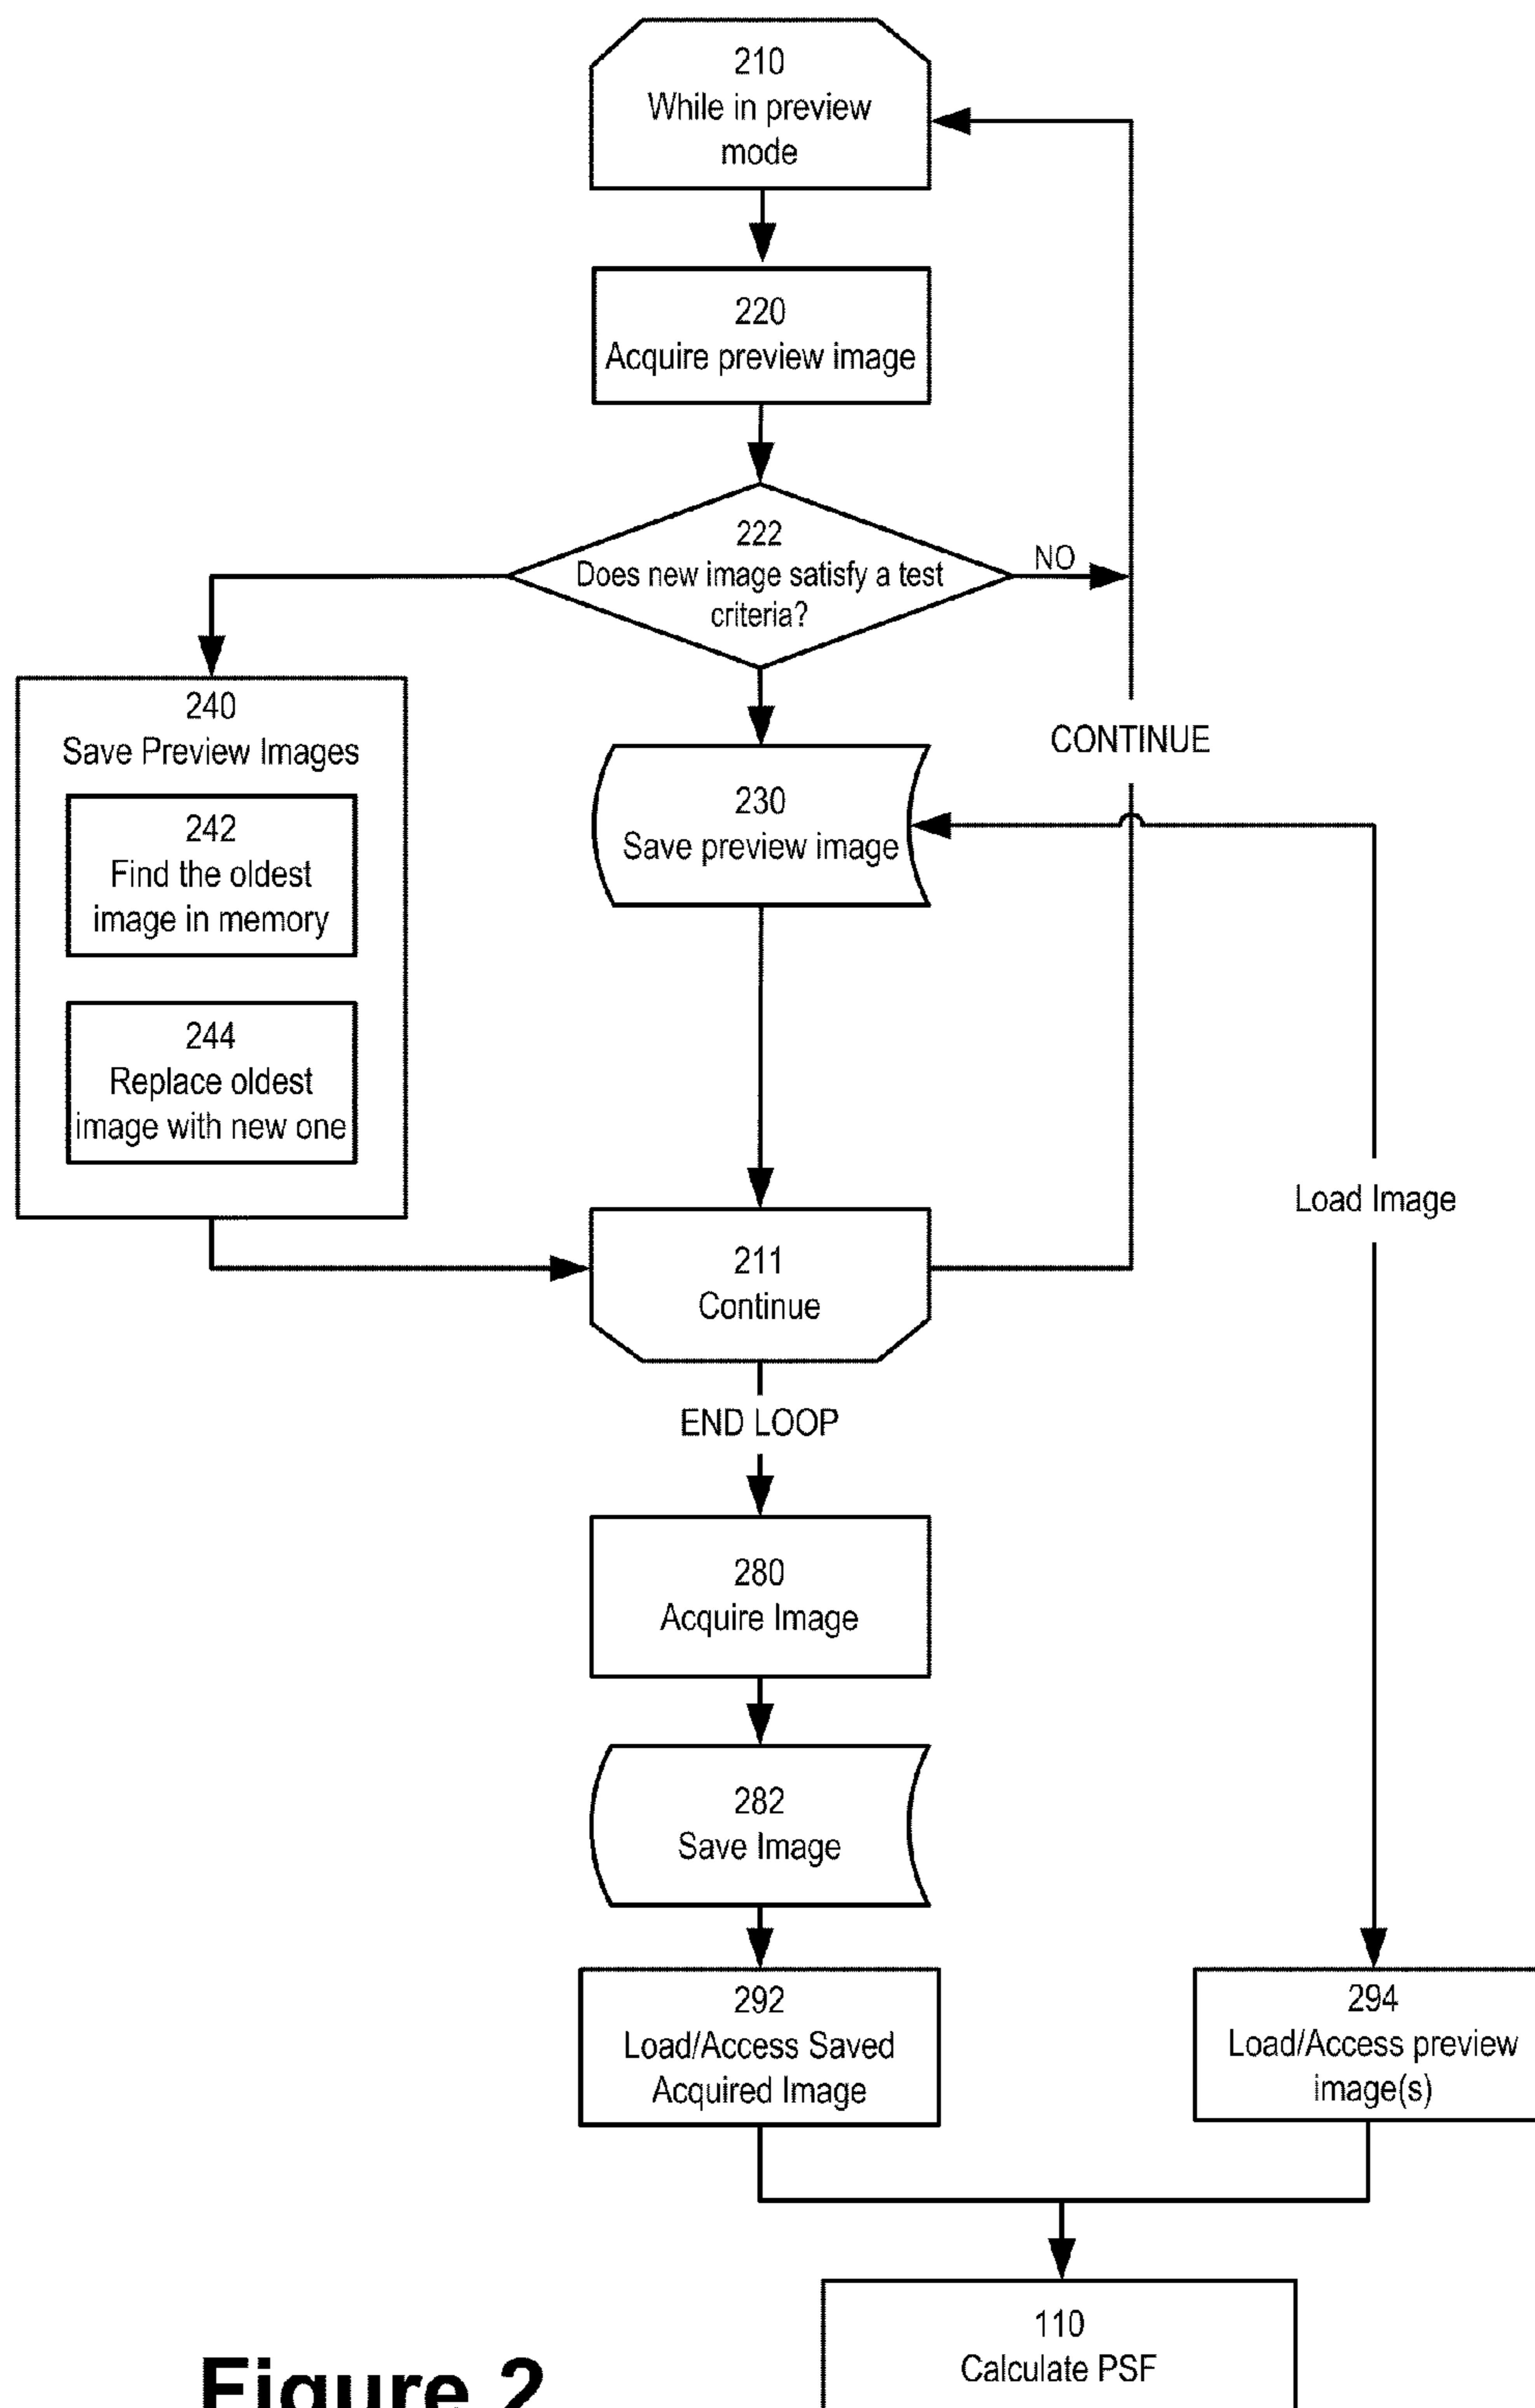 210
While in preview
mode
220
Acquire preview image
222
Does new image satisfy a test
criteria?
NO
240
Save Preview Images
242
Find the oldest
image in memory
244
Replace oldest
image with new one
230
Save preview image
CONTINUE
Load Image
211
Continue
END LOOP
280
Acquire Image
282
Save Image
292
Load/Access Saved
Acquired Image
294
Load/Access preview
image(s)
110
Calculate PSF
Figure 2